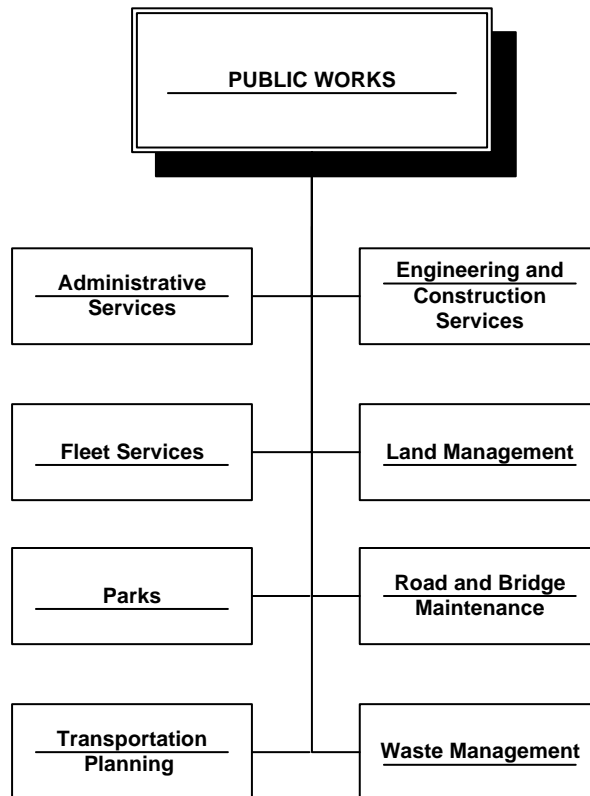 PUBLIC WORKS
Administrative
Services
Engineering and
Construction
Services
Fleet Services
Land Management
Parks
Road and Bridge
Maintenance
Transportation
Planning
Waste Management